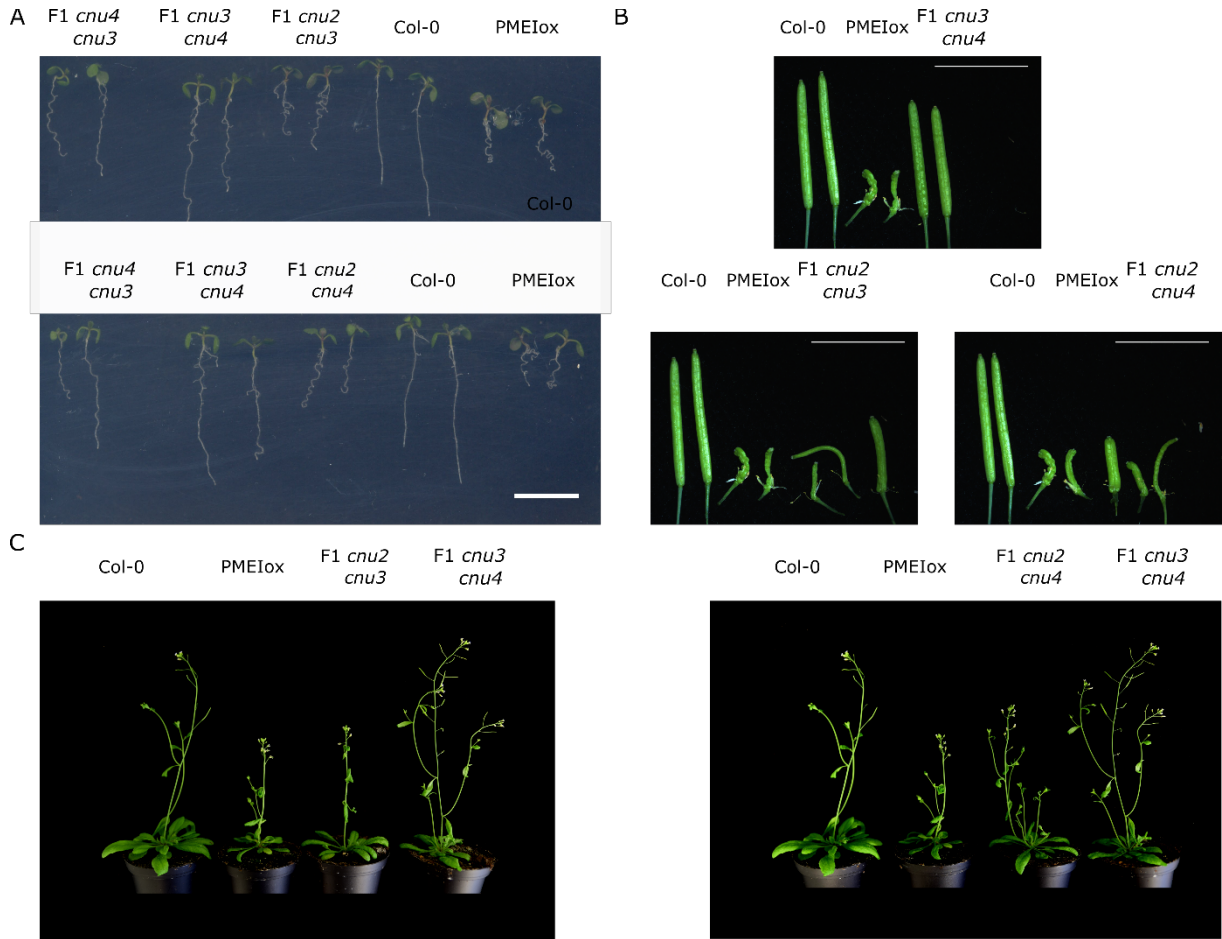 A
F1 cnu4 cnu3
F1 cnu3 cnu4
F1 cnu2 cnu3
Col-0
PMEIox
Col-0
F1 cnu4 cnu3
F1 cnu3 cnu4
F1 cnu2 cnu4
Col-0
PMEIox
B
Col-0
PMEIox
F1 cnu3 cnu4
Col-0
PMEIox
F1 cnu2 cnu3
Col-0
PMEIox
F1 cnu2 cnu4
C
Col-0
PMEIox
F1 cnu2 cnu3
F1 cnu3 cnu4
Col-0
PMEIox
F1 cnu2 cnu4
F1 cnu3 cnu4